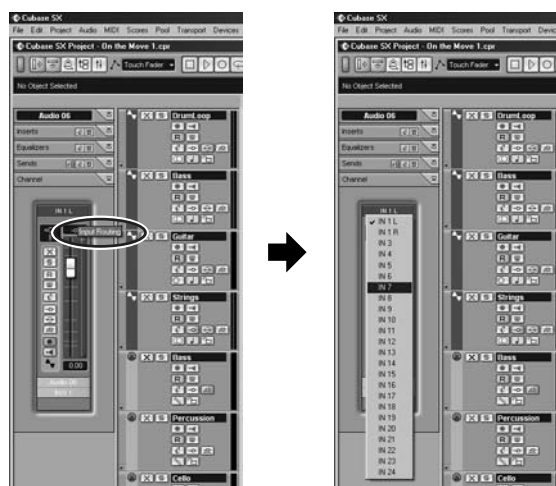 Cubase SX
File Edit Project Audio MIDI Scores Pool Transport Devices
Cubase SX Project - On the Move 1.cpr
Touch Fader
No Object Selected
Audio 06
Inserts
Equalizers
Sends
Channel
IN 1 L
Input Routing
0.00
Audio 06
BUS 1
DrumLoop
Bass
Guitar
Strings
Bass
Percussion
Cello
Cubase SX
File Edit Project Audio MIDI Scores Pool Transport Devic
Cubase SX Project - On the Move 1.cpr
Touch Fader
No Object Selected
Audio 06
Inserts
Equalizers
Sends
Channel
IN 1 L
IN 1 L
IN 1 R
IN 3
IN 4
IN 5
IN 6
IN 7
IN 8
IN 9
IN 10
IN 11
IN 12
IN 13
IN 14
IN 15
IN 16
IN 17
IN 18
IN 19
IN 20
IN 21
IN 22
IN 23
IN 24
DrumLoop
Bass
Guitar
Strings
Bass
Percussion
Cello